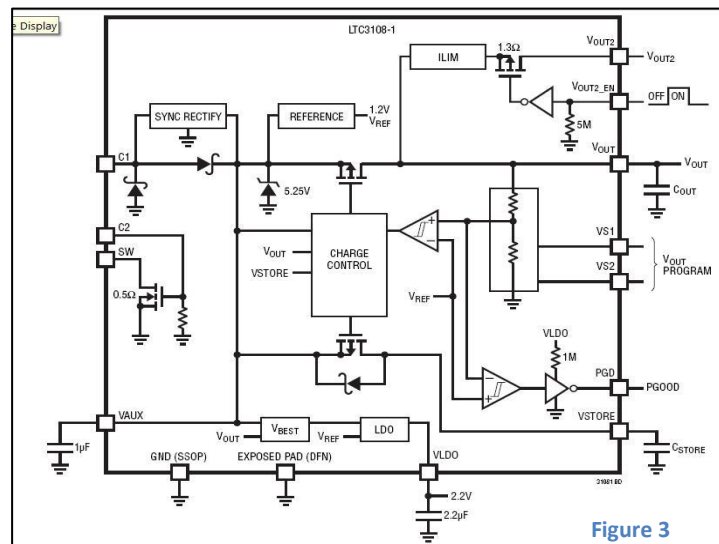 e Display
LTC3108-1
ILIM
1.3Ω
VOUT2
VOUT2
VOUT2_EN
OFF ON
5M
SYNC RECTIFY
REFERENCE
1.2V
VREF
C1
5.25V
VOUT
VOUT
COUT
C2
SW
0.5Ω
VOUT
VSTORE
CHARGE
CONTROL
+
−
VREF
VS1
VS2
VOUT
PROGRAM
VLDO
1M
−
+
PGD
PGOOD
VAUX
1µF
VOUT
VBEST
VREF
LDO
VSTORE
CSTORE
GND (SSOP)
EXPOSED PAD (DFN)
VLDO
31081 BD
2.2V
2.2µF
Figure 3